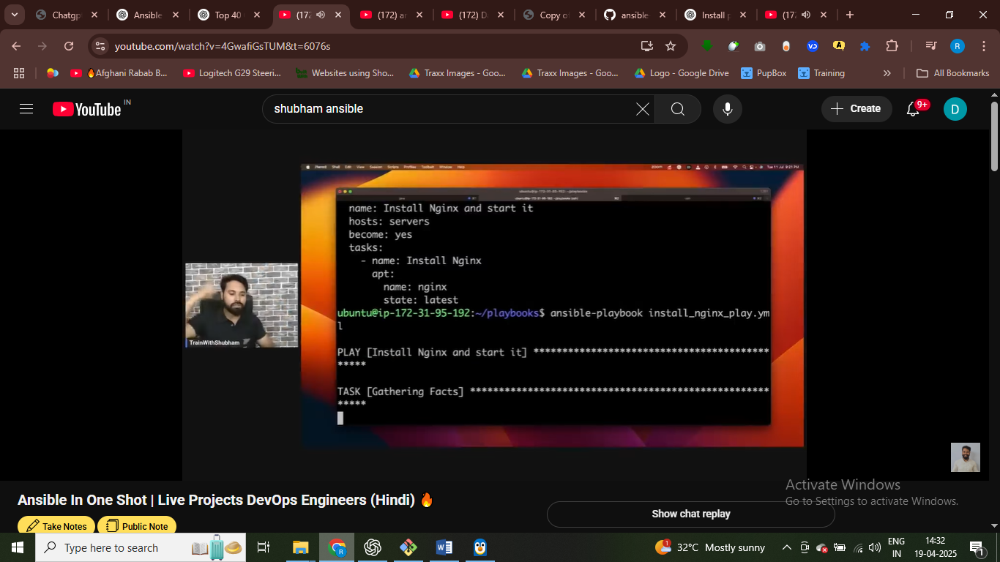 Chatgp
Ansible
Top 40
(172
(172) ar
(172) D
Copy of
ansible
Install p
(172
youtube.com/watch?v=4GwafiGsTUM&t=6076s
R
🔥Afghani Rabab B...
Logitech G29 Steeri...
Websites using Sho...
Traxx Images - Goo...
Traxx Images - Goo...
Logo - Google Drive
PupBox
Training
»
All Bookmarks
YouTube IN
shubham ansible
Create
9+
D
name: Install Nginx and start it
hosts: servers
become: yes
tasks:
- name: Install Nginx
apt:
name: nginx
state: latest
ubuntu@ip-172-31-95-192:~/playbooks$ ansible-playbook install_nginx_play.ym
l
PLAY [Install Nginx and start it] *****************************************
*****
TASK [Gathering Facts] ****************************************************
*****
TrainWithShubham
Ansible In One Shot | Live Projects DevOps Engineers (Hindi) 🔥
Take Notes
Public Note
Show chat replay
Activate Windows
Go to Settings to activate Windows.
Type here to search
32°C Mostly sunny
ENG
IN
14:32
19-04-2025
1